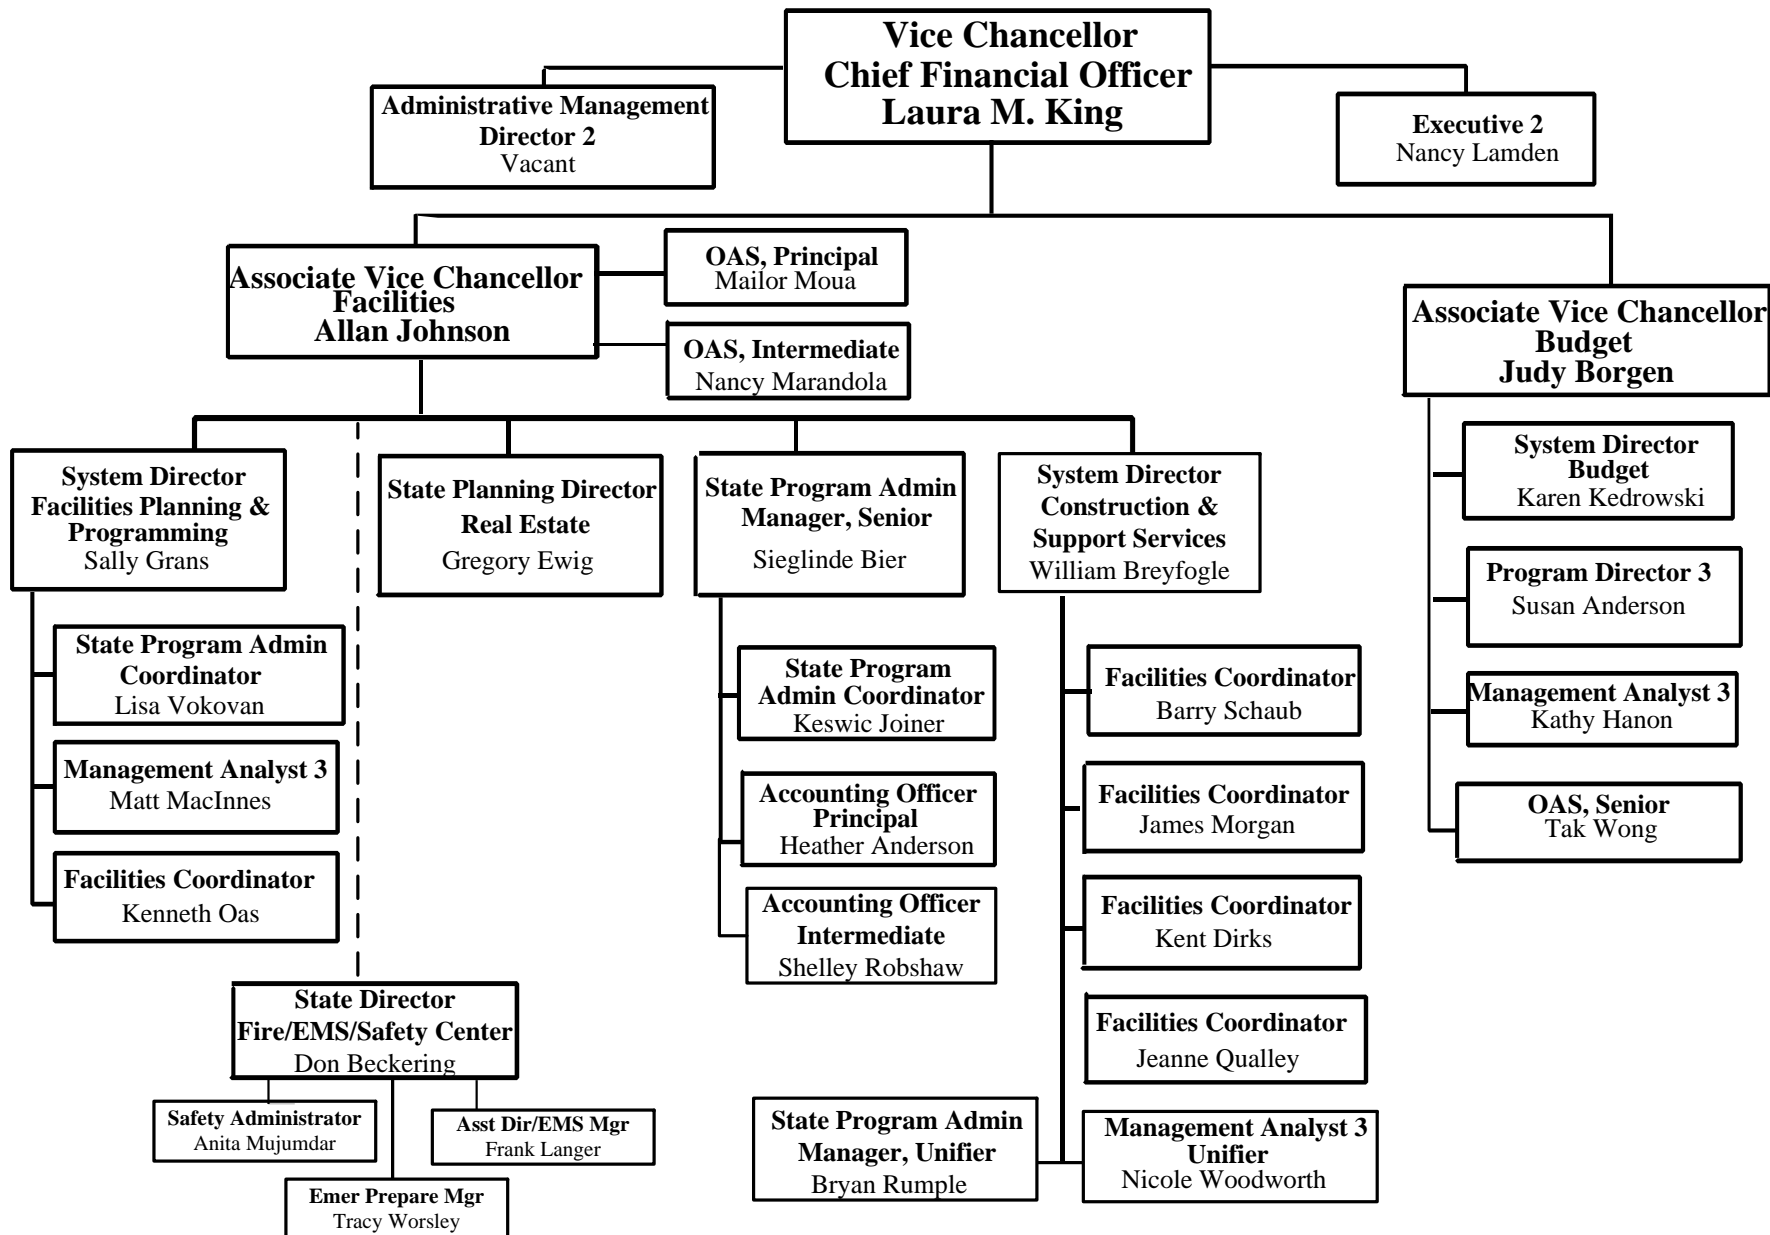 Vice Chancellor
Chief Financial Officer
Laura M. King
Administrative Management
Director 2
Vacant
Executive 2
Nancy Lamden
Associate Vice Chancellor
Facilities
Allan Johnson
OAS, Principal
Mailor Moua
OAS, Intermediate
Nancy Marandola
Associate Vice Chancellor
Budget
Judy Borgen
System Director
Facilities Planning &
Programming
Sally Grans
State Planning Director
Real Estate
Gregory Ewig
State Program Admin
Manager, Senior
Sieglinde Bier
System Director
Construction &
Support Services
William Breyfogle
System Director
Budget
Karen Kedrowski
Program Director 3
Susan Anderson
Management Analyst 3
Kathy Hanon
OAS, Senior
Tak Wong
State Program Admin
Coordinator
Lisa Vokovan
Management Analyst 3
Matt MacInnes
Facilities Coordinator
Kenneth Oas
State Program
Admin Coordinator
Keswic Joiner
Accounting Officer
Principal
Heather Anderson
Accounting Officer
Intermediate
Shelley Robshaw
Facilities Coordinator
Barry Schaub
Facilities Coordinator
James Morgan
Facilities Coordinator
Kent Dirks
Facilities Coordinator
Jeanne Qualley
State Program Admin
Manager, Unifier
Bryan Rumple
Management Analyst 3
Unifier
Nicole Woodworth
State Director
Fire/EMS/Safety Center
Don Beckering
Safety Administrator
Anita Mujumdar
Asst Dir/EMS Mgr
Frank Langer
Emer Prepare Mgr
Tracy Worsley